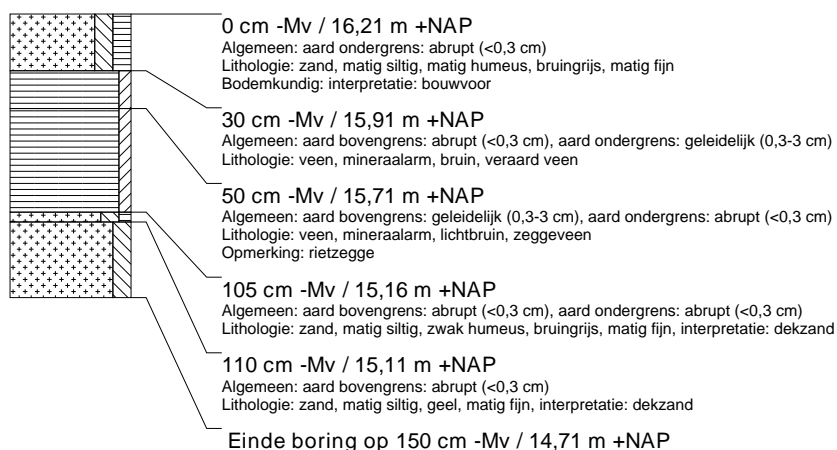 0 cm -Mv / 16,21 m +NAP
Algemeen: aard ondergrens: abrupt (<0,3 cm)
Lithologie: zand, matig siltig, matig humeus, bruingrijs, matig fijn
Bodemkundig: interpretatie: bouwvoor
30 cm -Mv / 15,91 m +NAP
Algemeen: aard bovengrens: abrupt (<0,3 cm), aard ondergrens: geleidelijk (0,3-3 cm)
Lithologie: veen, mineraalarm, bruin, veraard veen
50 cm -Mv / 15,71 m +NAP
Algemeen: aard bovengrens: geleidelijk (0,3-3 cm), aard ondergrens: abrupt (<0,3 cm)
Lithologie: veen, mineraalarm, lichtbruin, zeggeveen
Opmerking: rietzegge
105 cm -Mv / 15,16 m +NAP
Algemeen: aard bovengrens: abrupt (<0,3 cm), aard ondergrens: abrupt (<0,3 cm)
Lithologie: zand, matig siltig, zwak humeus, bruingrijs, matig fijn, interpretatie: dekzand
110 cm -Mv / 15,11 m +NAP
Algemeen: aard bovengrens: abrupt (<0,3 cm)
Lithologie: zand, matig siltig, geel, matig fijn, interpretatie: dekzand
Einde boring op 150 cm -Mv / 14,71 m +NAP